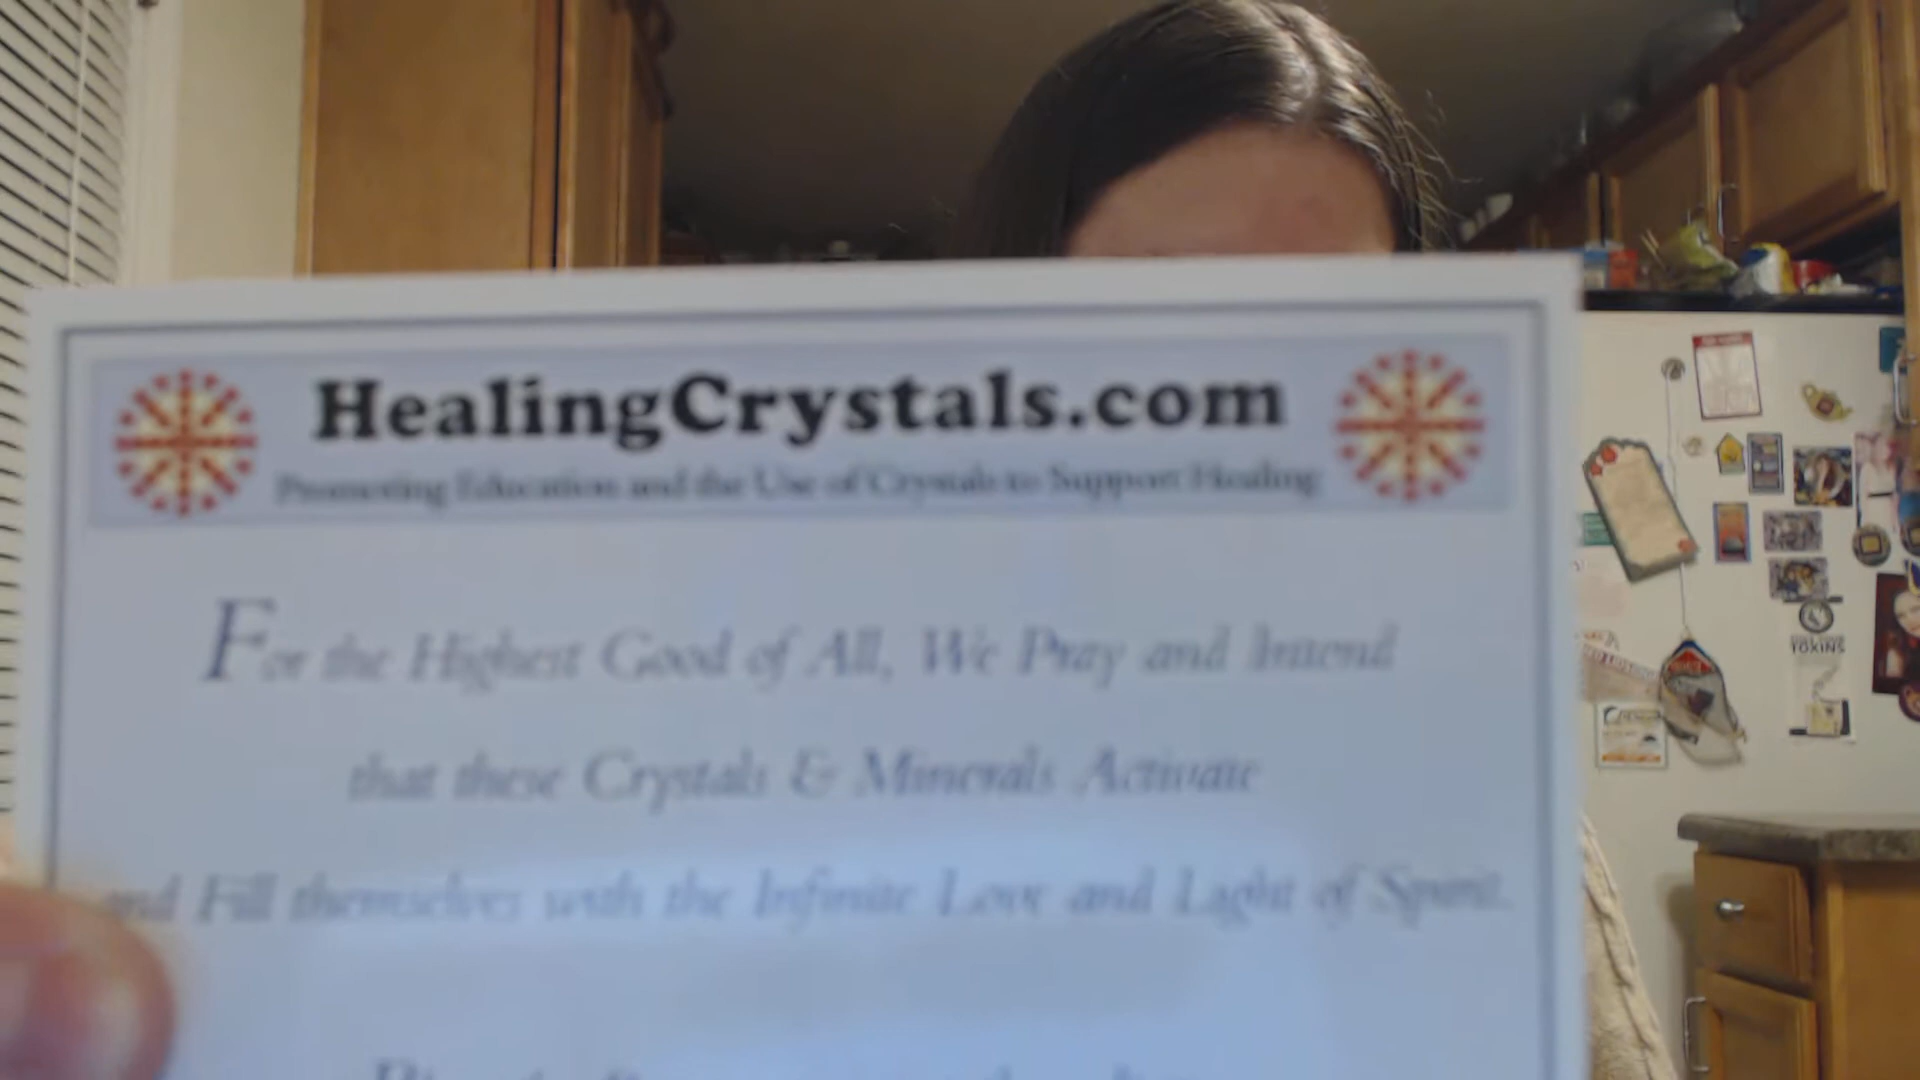 HealingCrystals.com
Promoting Education and the Use of Crystals to Support Healing
For the Highest Good of All, We Pray and Intend
that these Crystals & Minerals Activate
and Fill themselves with the Infinite Love and Light of Spirit.
TOXINS